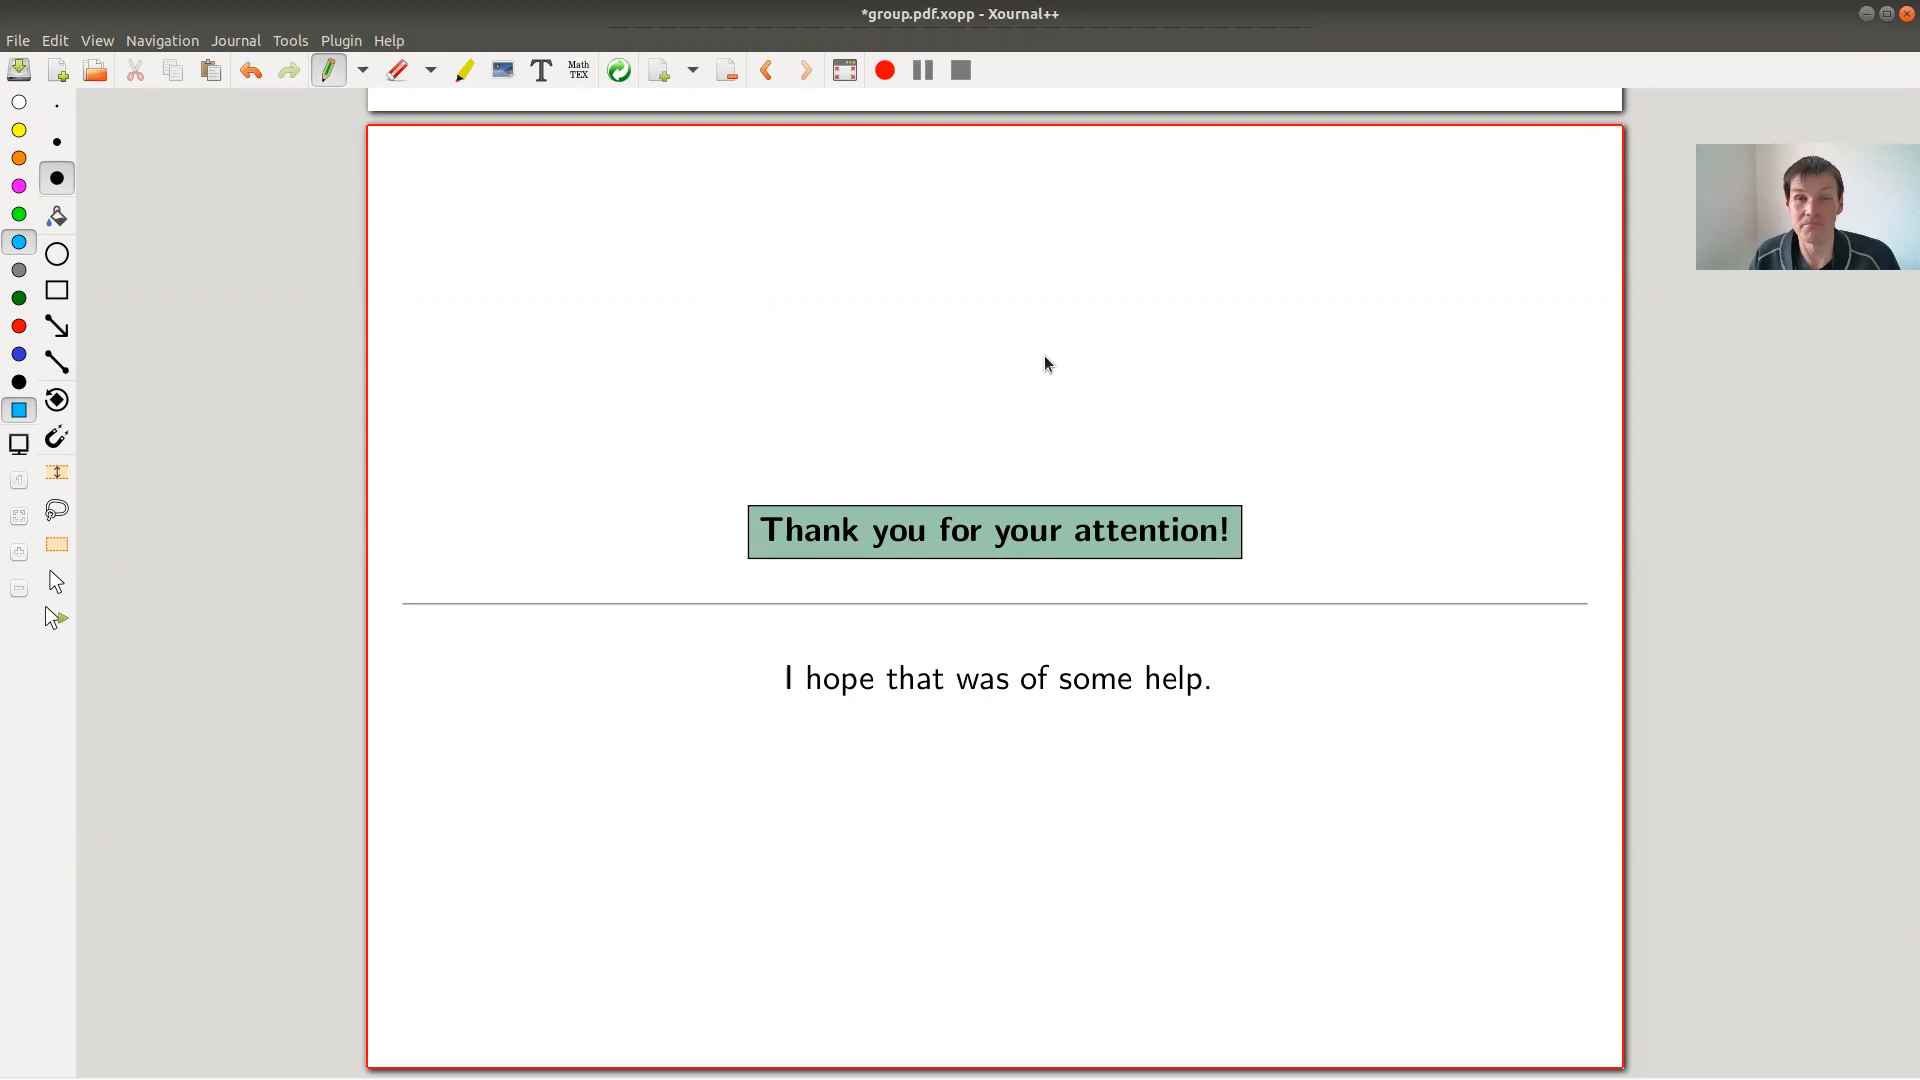 *group.pdf.xopp - Xournal++
File Edit View Navigation Journal Tools Plugin Help
Math
TEX
Thank you for your attention!
I hope that was of some help.